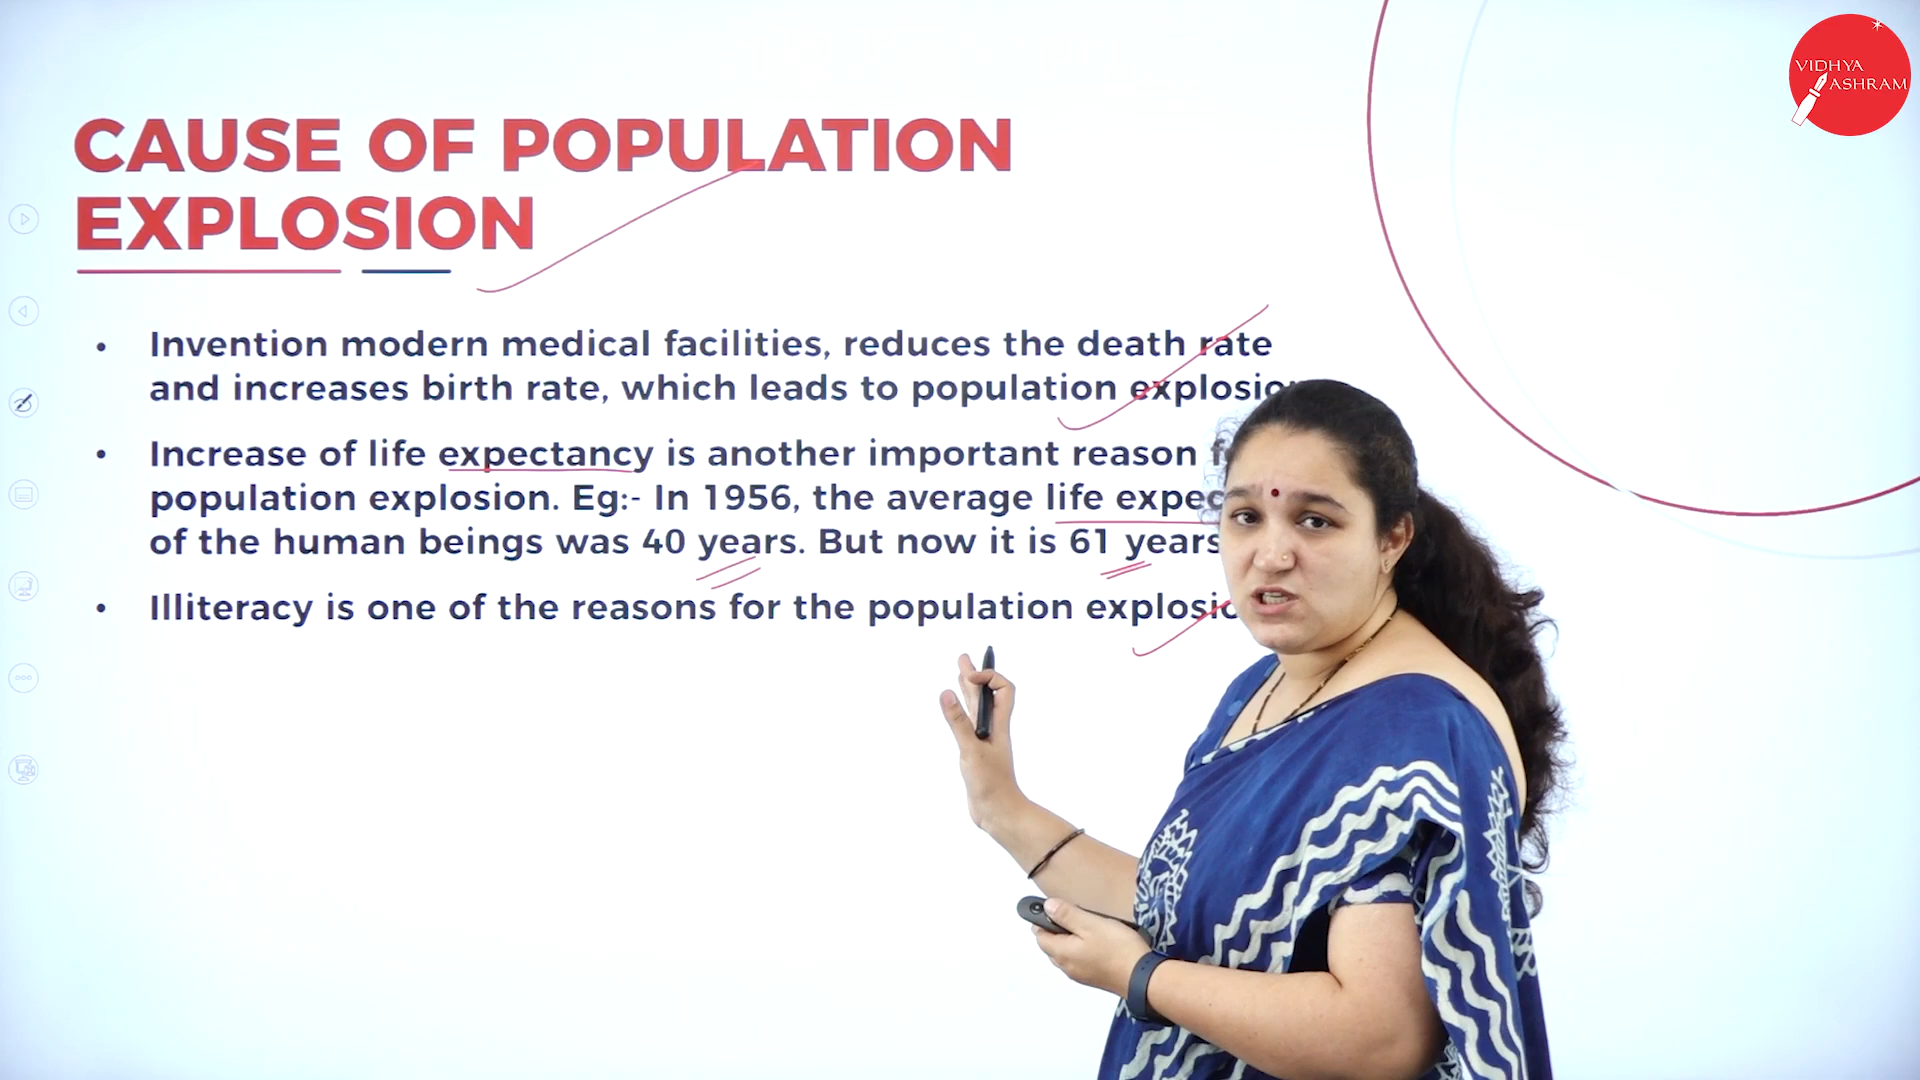 VIDHYA
ASHRAM
CAUSE OF POPULATION
EXPLOSION
• Invention modern medical facilities, reduces the death rate
and increases birth rate, which leads to population
• Increase of life expectancy is another important reason
population explosion. Eg:- In 1956, the average life
of the human beings was 40 years. But now it is 61 years
• Illiteracy is one of the reasons for the population